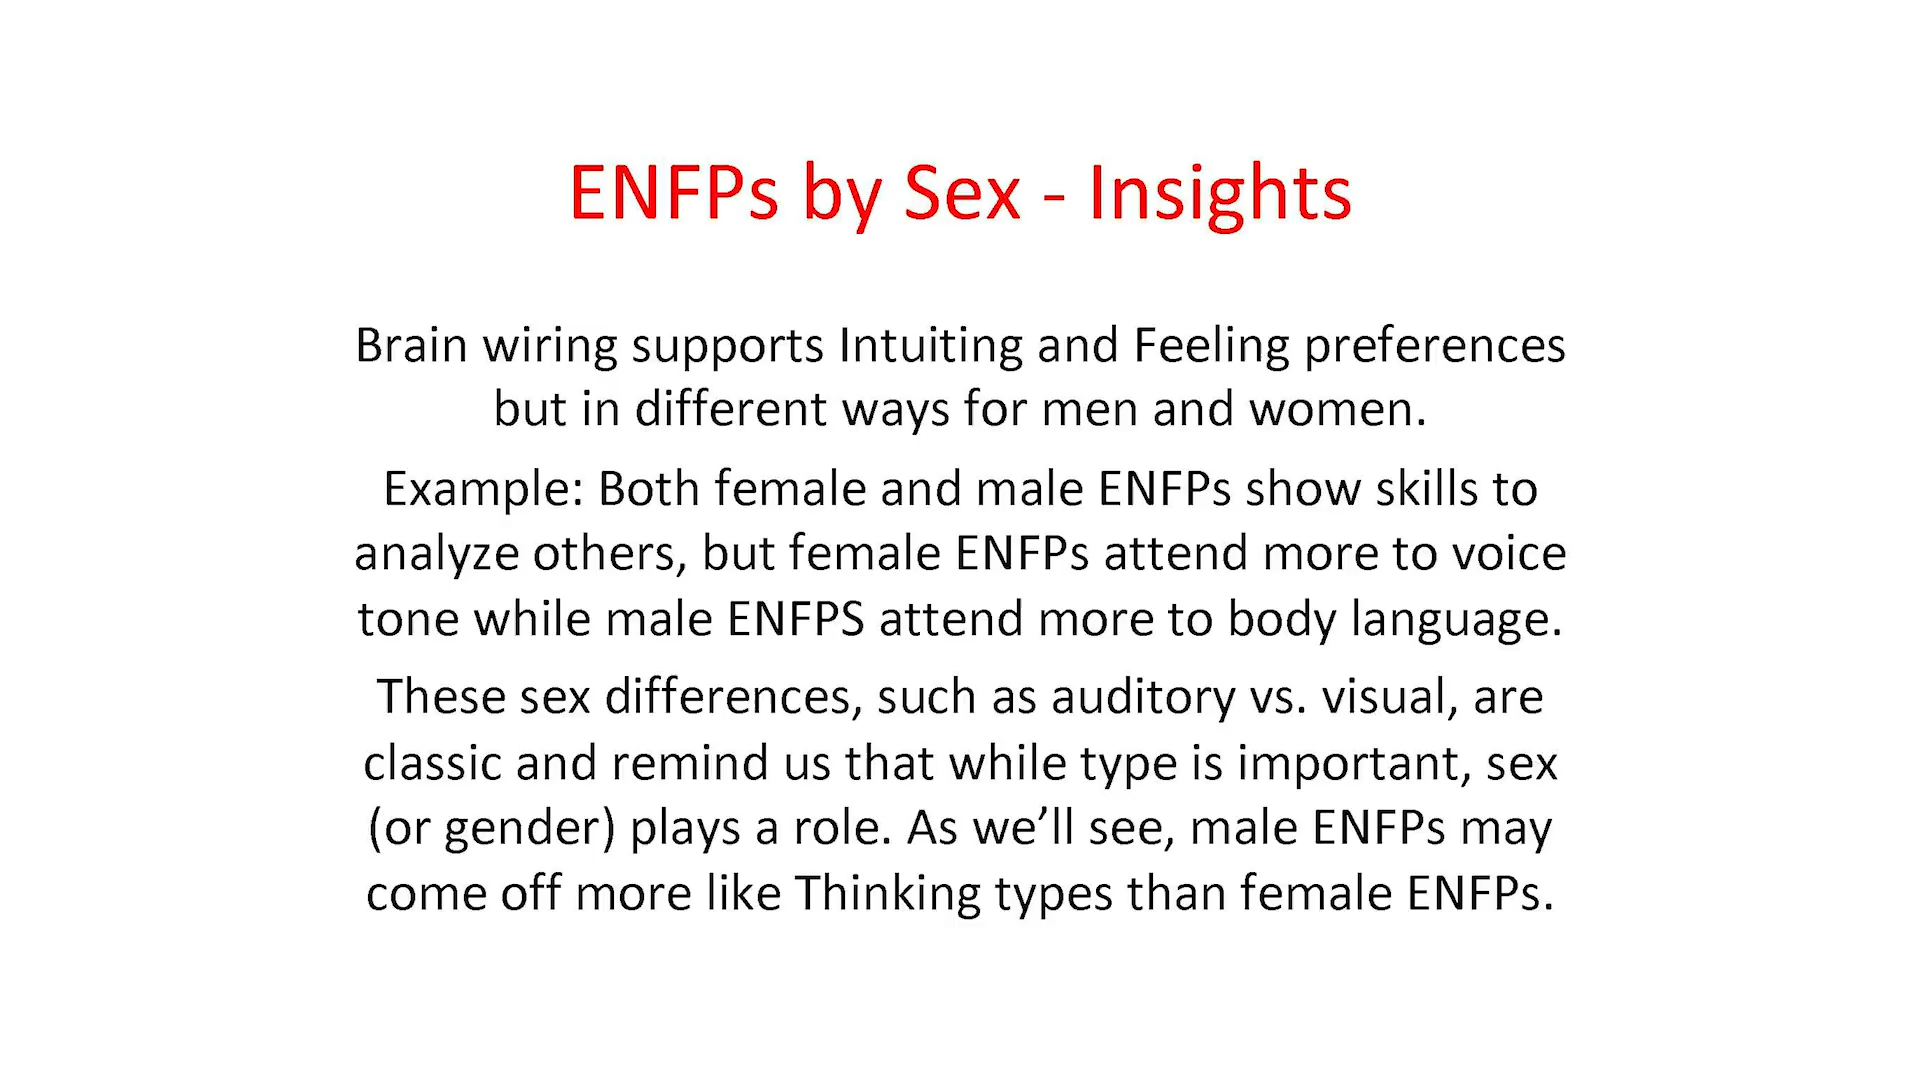 ENFPs by Sex - Insights
Brain wiring supports Intuiting and Feeling preferences
but in different ways for men and women.
Example: Both female and male ENFPs show skills to
analyze others, but female ENFPs attend more to voice
tone while male ENFPS attend more to body language.
These sex differences, such as auditory vs. visual, are
classic and remind us that while type is important, sex
(or gender) plays a role. As we’ll see, male ENFPs may
come off more like Thinking types than female ENFPs.